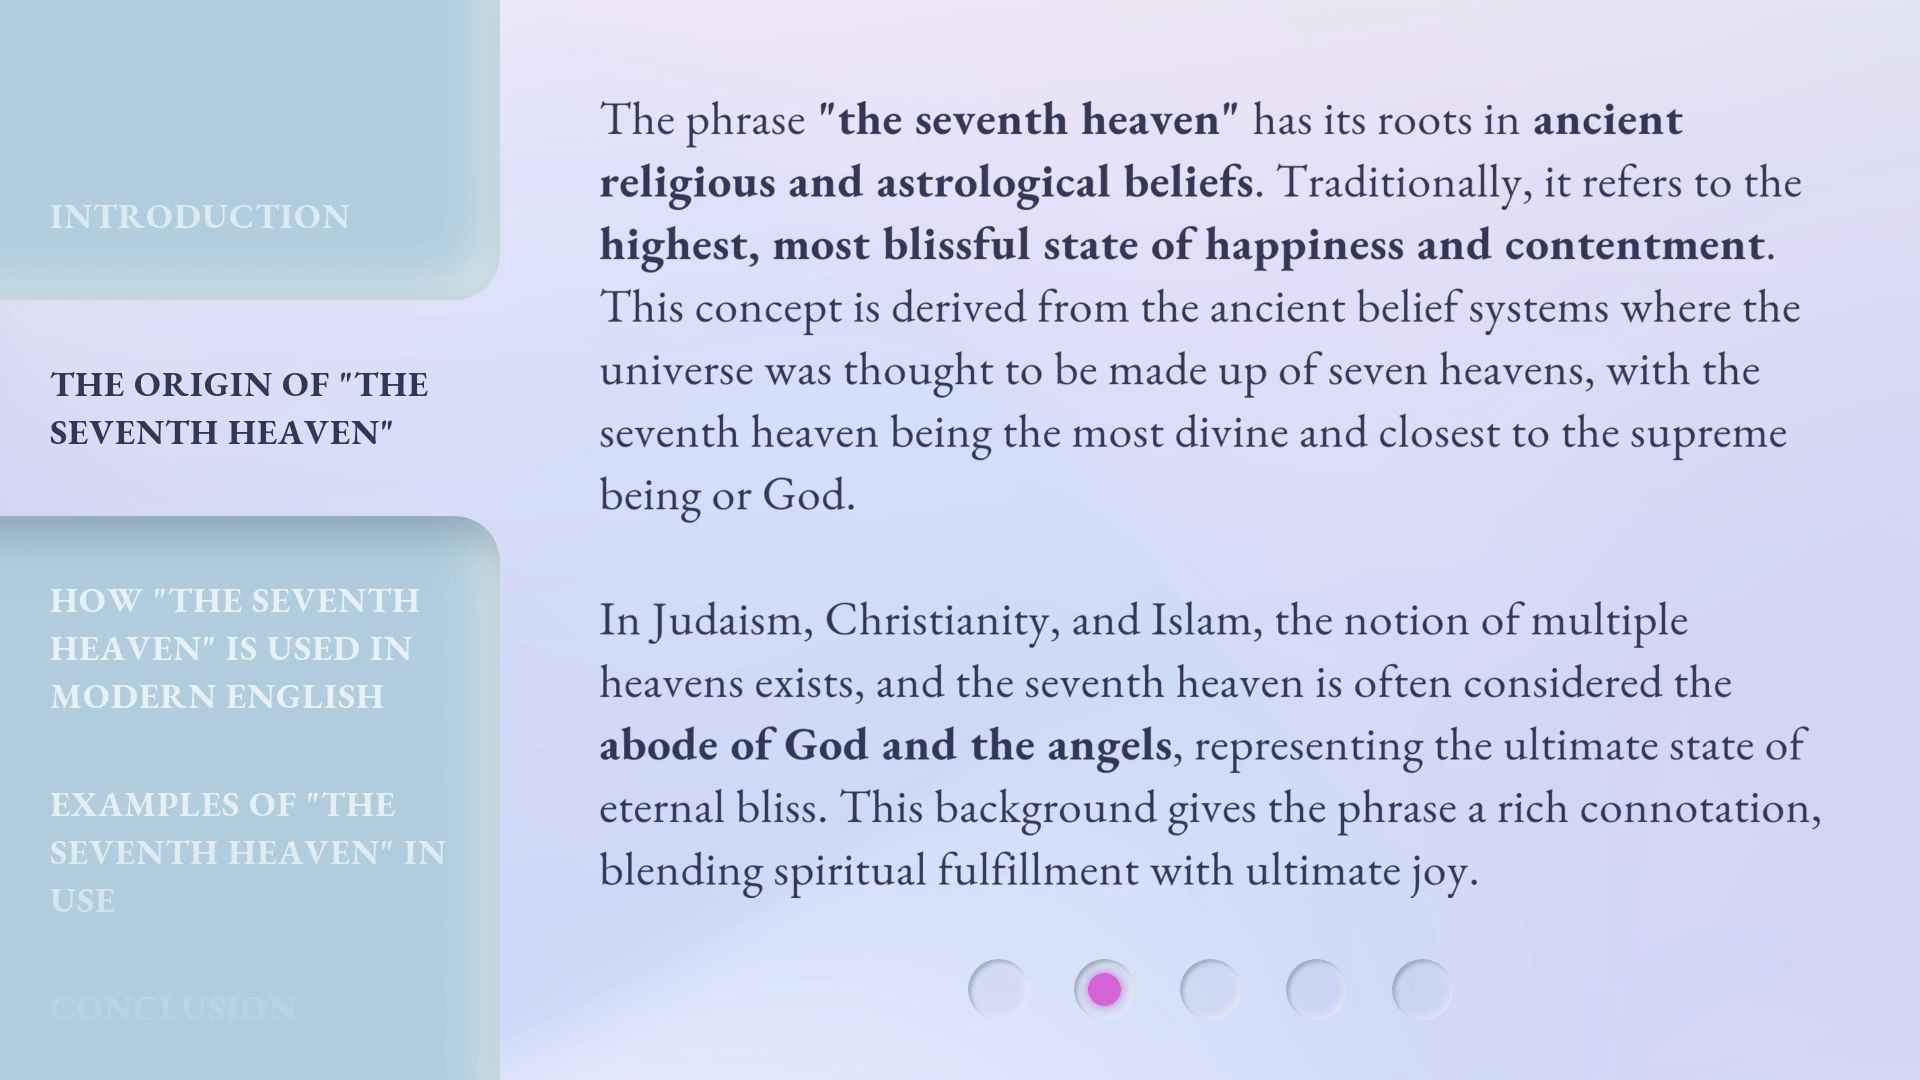 INTRODUCTION
THE ORIGIN OF "THE
SEVENTH HEAVEN"
HOW "THE SEVENTH
HEAVEN" IS USED IN
MODERN ENGLISH
EXAMPLES OF "THE
SEVENTH HEAVEN" IN
USE
CONCLUSION
The phrase "the seventh heaven" has its roots in ancient
religious and astrological beliefs. Traditionally, it refers to the
highest, most blissful state of happiness and contentment.
This concept is derived from the ancient belief systems where the
universe was thought to be made up of seven heavens, with the
seventh heaven being the most divine and closest to the supreme
being or God.
In Judaism, Christianity, and Islam, the notion of multiple
heavens exists, and the seventh heaven is often considered the
abode of God and the angels, representing the ultimate state of
eternal bliss. This background gives the phrase a rich connotation,
blending spiritual fulfillment with ultimate joy.